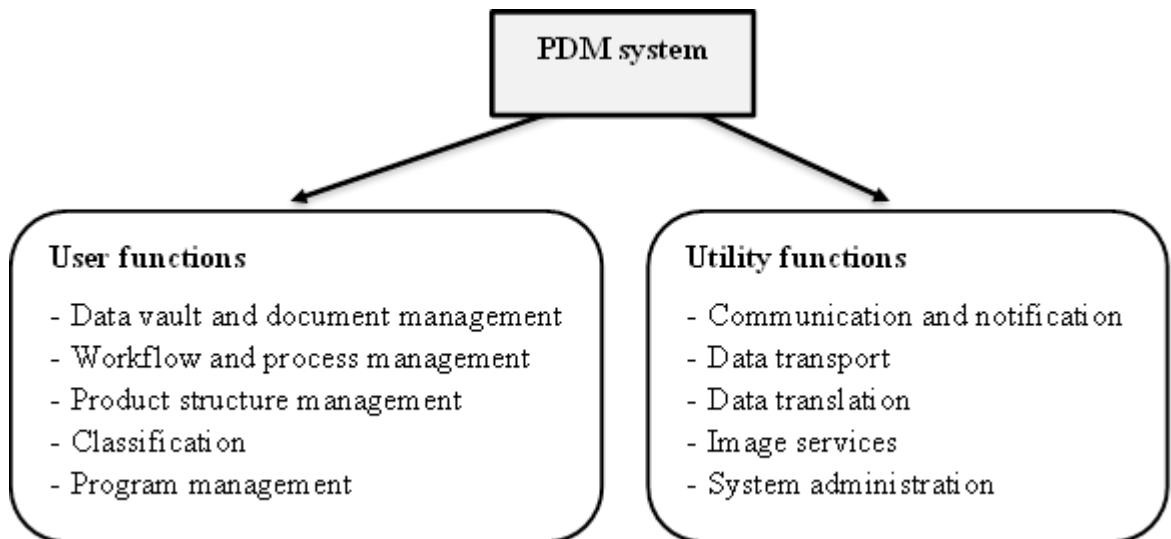 PDM system
User functions
- Data vault and document management
- Workflow and process management
- Product structure management
- Classification
- Program management
Utility functions
- Communication and notification
- Data transport
- Data translation
- Image services
- System administration